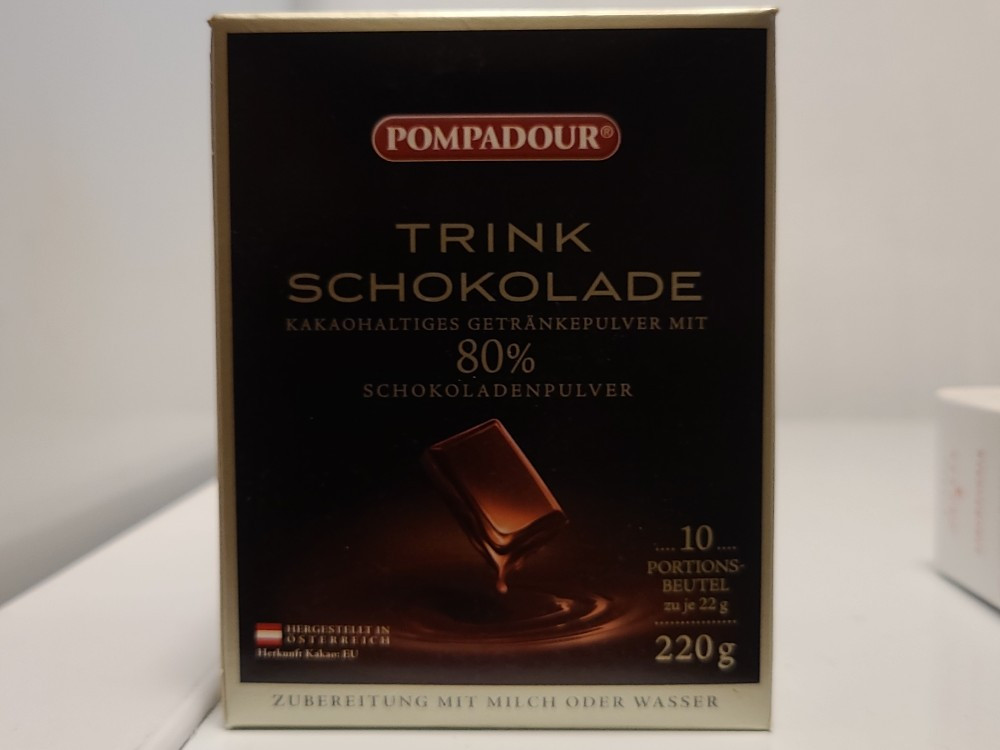 POMPADOUR®
TRINK
SCHOKOLADE
KAKAOHALTIGES GETRÄNKEPULVER MIT
80%
SCHOKOLADENPULVER
.... 10 ....
PORTIONS-
BEUTEL
zu je 22 g
220 g
HERGESTELLT IN
ÖSTERREICH
Herkunft Kakao: EU
ZUBEREITUNG MIT MILCH ODER WASSER